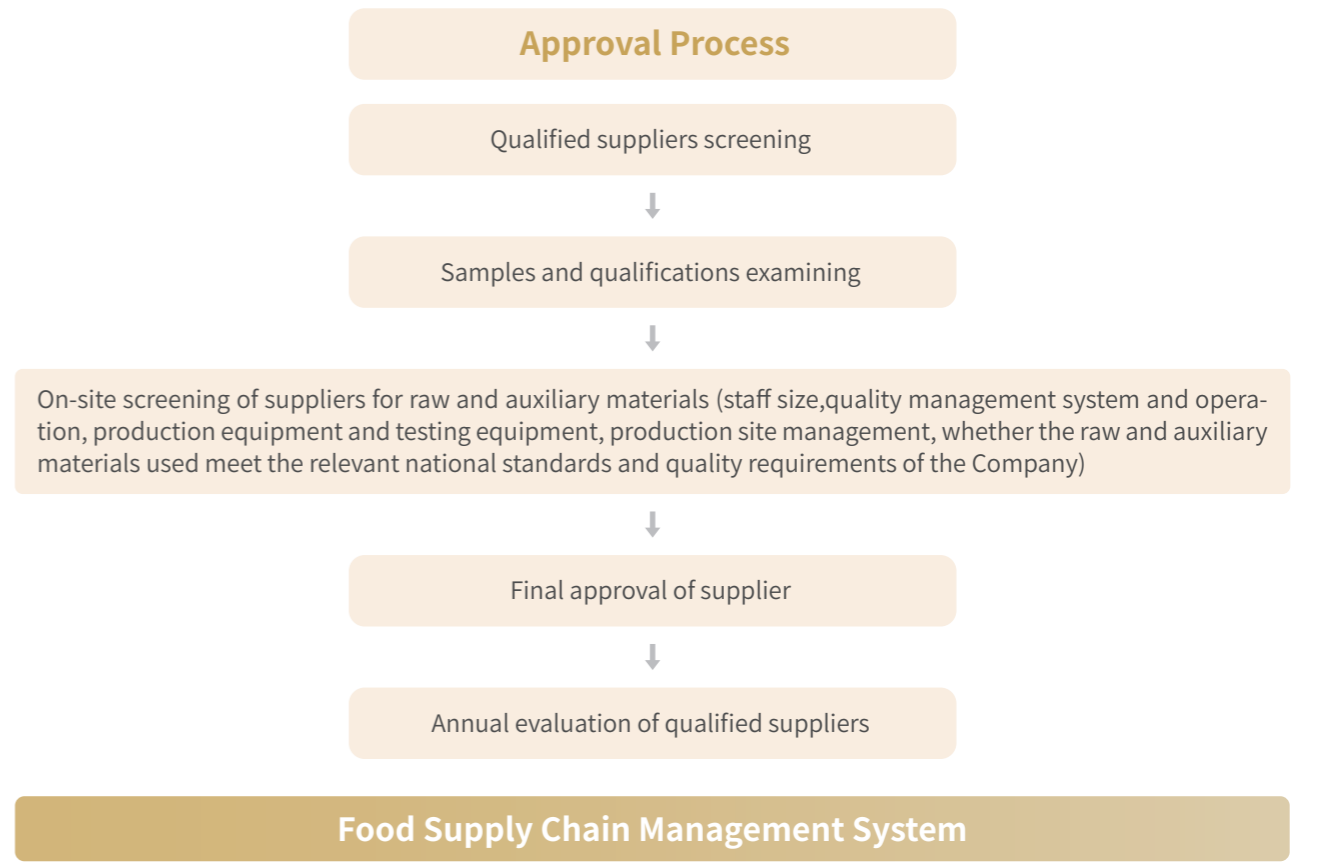 Approval Process
Qualified suppliers screening
Samples and qualifications examining
On-site screening of suppliers for raw and auxiliary materials (staff size,quality management system and opera-
tion, production equipment and testing equipment, production site management, whether the raw and auxiliary
materials used meet the relevant national standards and quality requirements of the Company)
Final approval of supplier
Annual evaluation of qualified suppliers
Food Supply Chain Management System